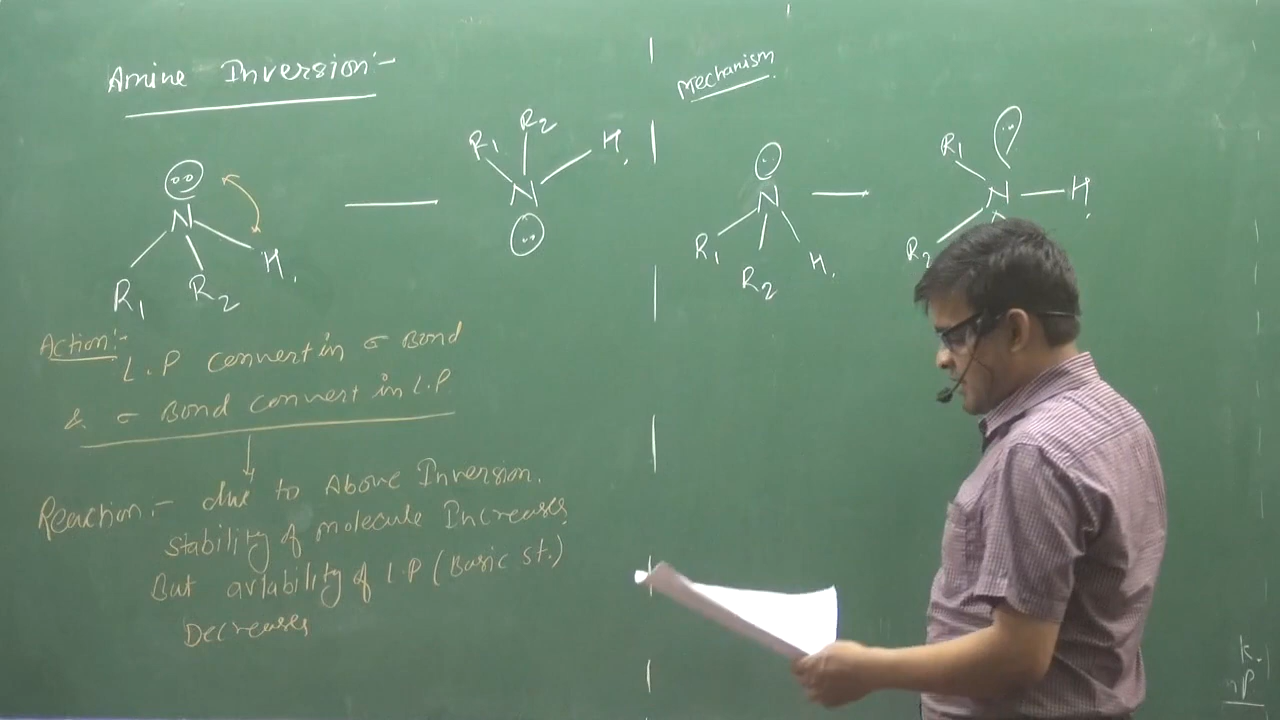 Amine Inversion:-
R1 R2 H.
N
N
R1 R2 H.
Action:-
L.P convert in σ Bond
& σ Bond convert in L.P
Reaction:- due to Above Inversion.
stability of molecule Increases
But avlability of L.P (Basic st.)
Decreases
Mechanism
N
R1 R2 H.
R1
N H.
R2
k.
P